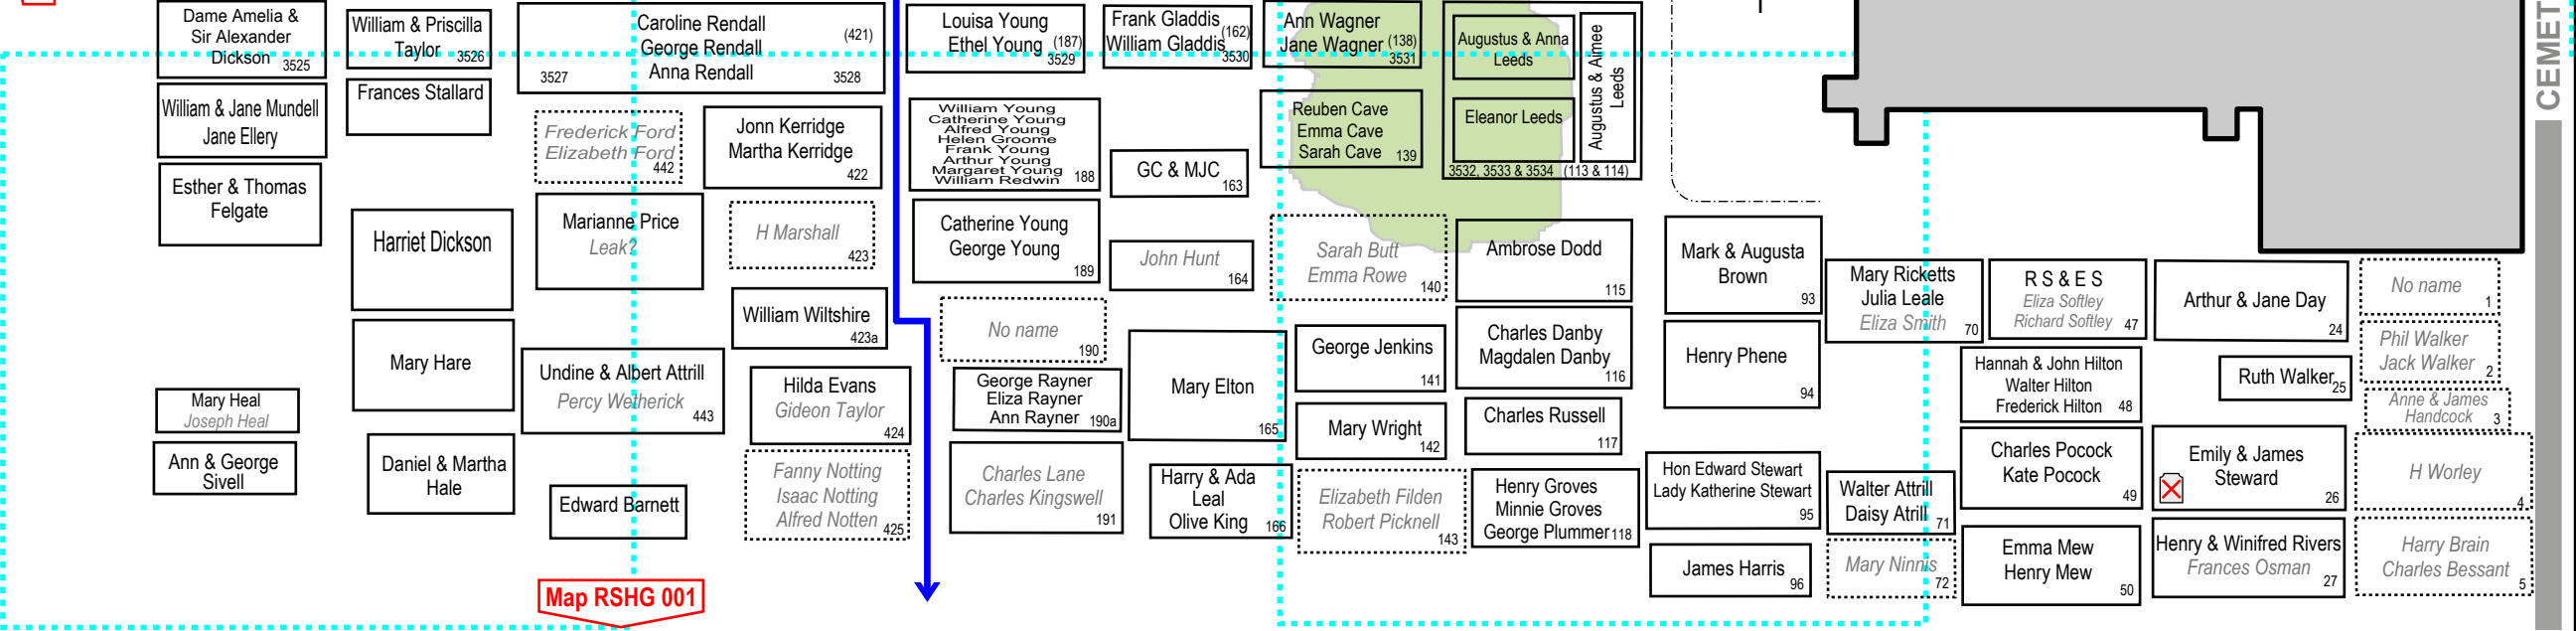 Dame Amelia &
Sir Alexander
Dickson 3525
William & Priscilla
Taylor 3526
Caroline Rendall
George Rendall (421)
Anna Rendall
3527 3528
Louisa Young
Ethel Young (187)
3529
Frank Gladdis
William Gladdis (162)
3530
Ann Wagner
Jane Wagner (138)
3531
Augustus & Anna
Leeds
Augustus & Aimee
Leeds
Eleanor Leeds
3532, 3533 & 3534 (113 & 114)
CEMET
William & Jane Mundell
Jane Ellery
Frances Stallard
Frederick Ford
Elizabeth Ford
442
Jonn Kerridge
Martha Kerridge
422
William Young
Catherine Young
Alfred Young
Helen Groome
Frank Young
Arthur Young
Margaret Young
William Redwin 188
GC & MJC
163
Reuben Cave
Emma Cave
Sarah Cave 139
Esther & Thomas
Felgate
Harriet Dickson
Marianne Price
Leak?
H Marshall
423
Catherine Young
George Young
189
John Hunt
164
Sarah Butt
Emma Rowe
140
Ambrose Dodd
115
Mark & Augusta
Brown
93
Mary Ricketts
Julia Leale
Eliza Smith 70
R S & E S
Eliza Softley
Richard Softley 47
Arthur & Jane Day
24
No name
1
William Wiltshire
423a
No name
190
Mary Hare
Undine & Albert Attrill
Percy Wetherick
443
Hilda Evans
Gideon Taylor
424
George Rayner
Eliza Rayner
Ann Rayner 190a
Mary Elton
165
George Jenkins
141
Charles Danby
Magdalen Danby
116
Henry Phene
94
Hannah & John Hilton
Walter Hilton
Frederick Hilton 48
Ruth Walker 25
Phil Walker
Jack Walker 2
Anne & James
Handcock 3
Mary Heal
Joseph Heal
Ann & George
Sivell
Daniel & Martha
Hale
Edward Barnett
Fanny Notting
Isaac Notting
Alfred Notten 425
Charles Lane
Charles Kingswell
191
Harry & Ada
Leal
Olive King 166
Mary Wright
142
Elizabeth Filden
Robert Picknell
143
Charles Russell
117
Henry Groves
Minnie Groves
George Plummer 118
Hon Edward Stewart
Lady Katherine Stewart
95
James Harris
96
Walter Attrill
Daisy Atrill 71
Mary Ninnis
72
Charles Pocock
Kate Pocock
49
Emma Mew
Henry Mew
50
Emily & James
Steward
26
Henry & Winifred Rivers
Frances Osman
27
H Worley
4
Harry Brain
Charles Bessant
5
Map RSHG 001